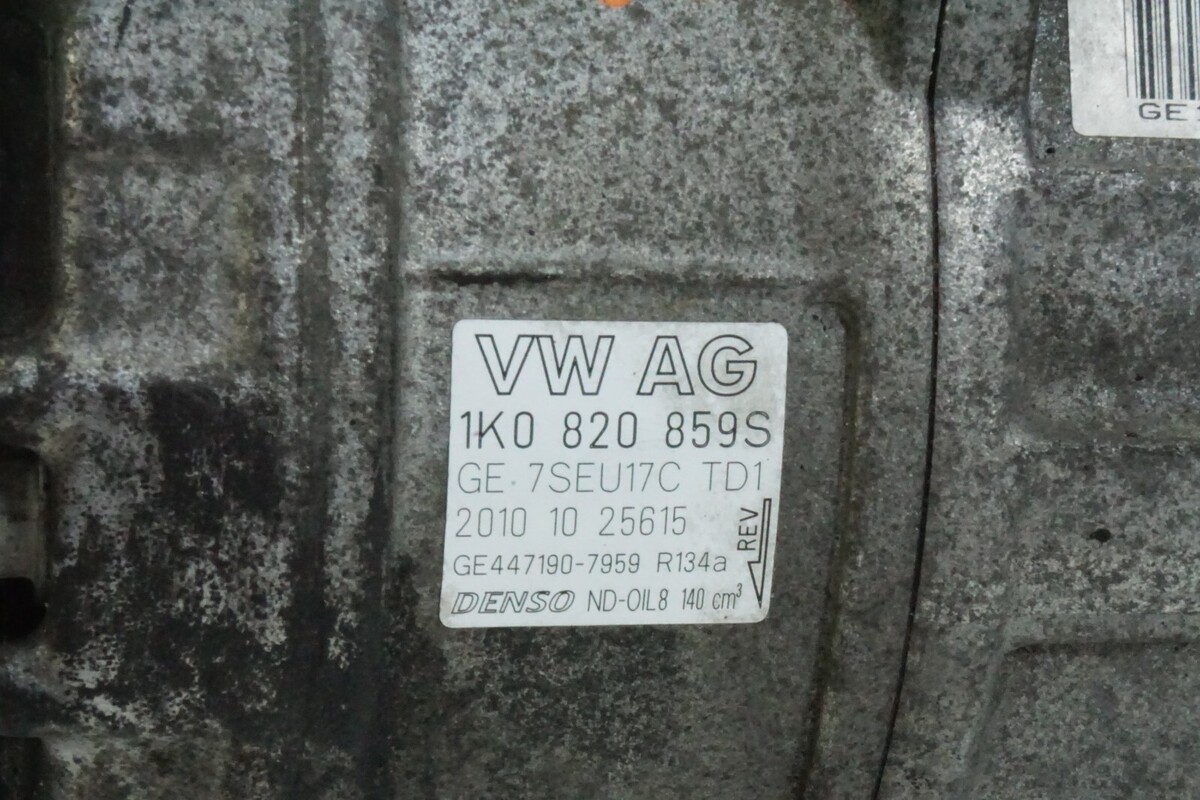 GE
VW AG
1K0 820 859S
GE 7SEU17C TD1
2010 10 25615
REV
GE447190-7959 R134a
DENSO ND-OIL8 140 cm³